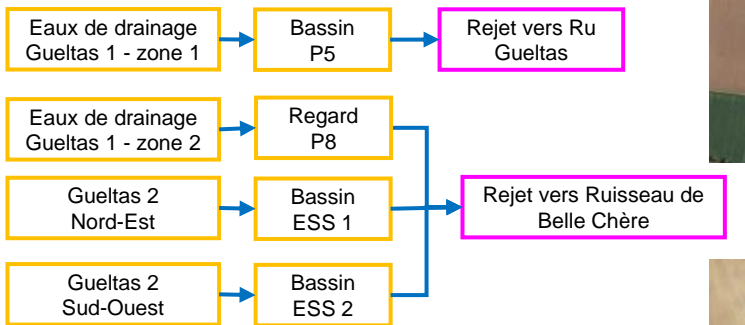 Eaux de drainage
Gueltas 1 - zone 1
Bassin
P5
Rejet vers Ru
Gueltas
Eaux de drainage
Gueltas 1 - zone 2
Regard
P8
Gueltas 2
Nord-Est
Bassin
ESS 1
Rejet vers Ruisseau de
Belle Chère
Gueltas 2
Sud-Ouest
Bassin
ESS 2